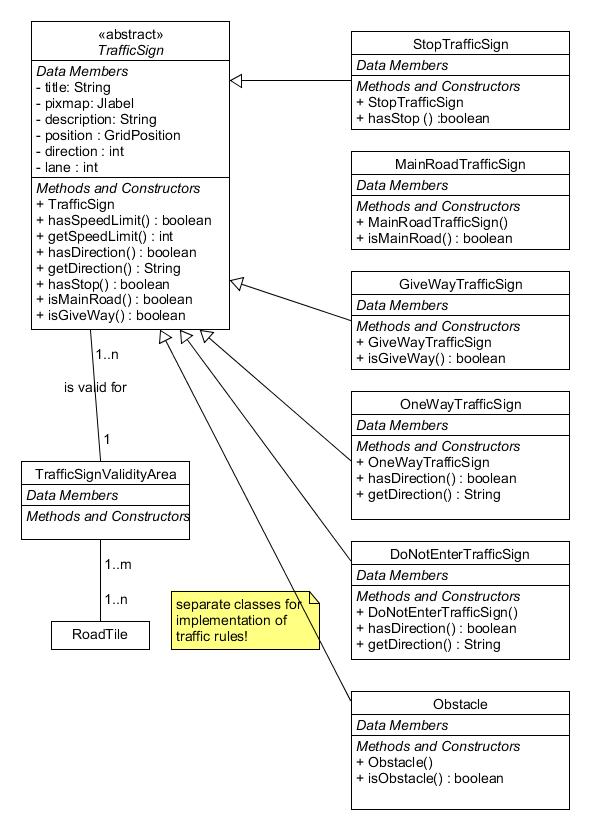 «abstract»
TrafficSign
Data Members
- title: String
- pixmap: Jlabel
- description: String
- position : GridPosition
- direction : int
- lane : int
Methods and Constructors
+ TrafficSign
+ hasSpeedLimit() : boolean
+ getSpeedLimit() : int
+ hasDirection() : boolean
+ getDirection() : String
+ hasStop() : boolean
+ isMainRoad() : boolean
+ isGiveWay() : boolean
1..n
is valid for
1
TrafficSignValidityArea
Data Members
Methods and Constructors
1..m
1..n
RoadTile
separate classes for
implementation of
traffic rules!
StopTrafficSign
Data Members
Methods and Constructors
+ StopTrafficSign
+ hasStop () :boolean
MainRoadTrafficSign
Data Members
Methods and Constructors
+ MainRoadTrafficSign()
+ isMainRoad() : boolean
GiveWayTrafficSign
Data Members
Methods and Constructors
+ GiveWayTrafficSign
+ isGiveWay() : boolean
OneWayTrafficSign
Data Members
Methods and Constructors
+ OneWayTrafficSign
+ hasDirection() : boolean
+ getDirection() : String
DoNotEnterTrafficSign
Data Members
Methods and Constructors
+ DoNotEnterTrafficSign()
+ hasDirection() : boolean
+ getDirection() : String
Obstacle
Data Members
Methods and Constructors
+ Obstacle()
+ isObstacle() : boolean